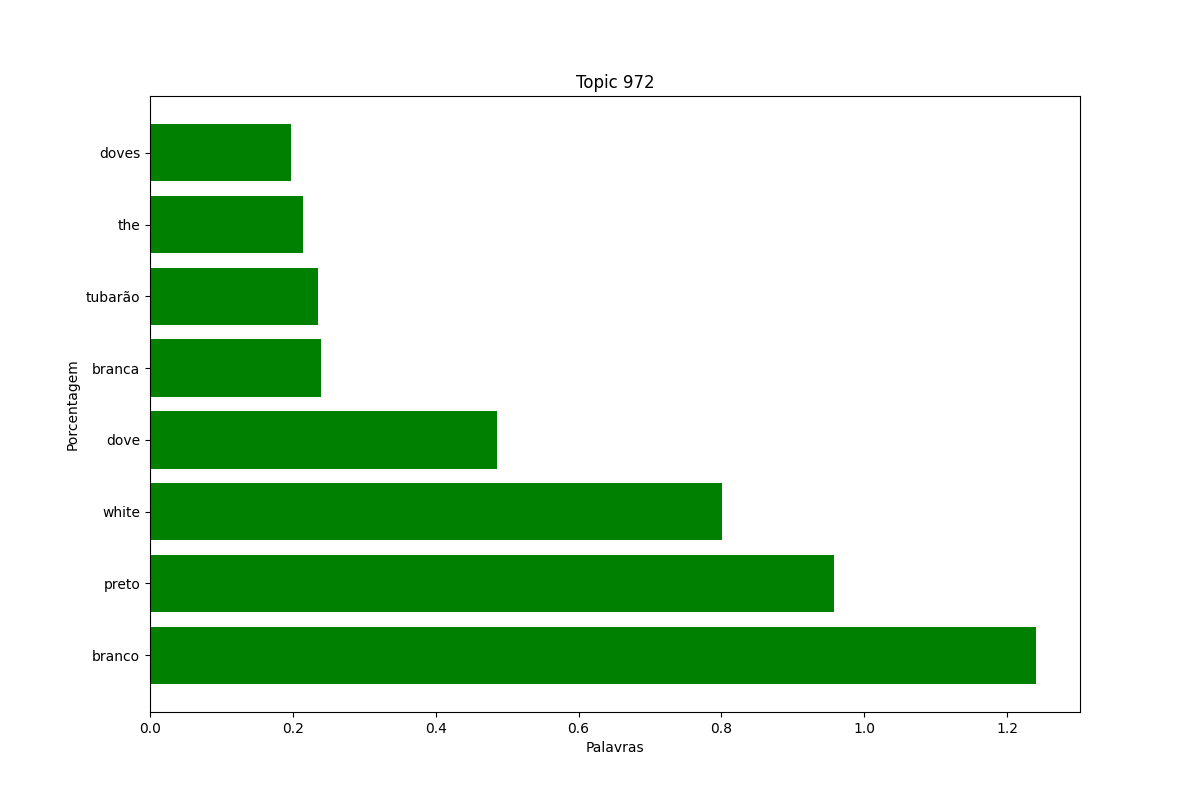 Topic 972
doves
the
tubarão
branca
dove
white
preto
branco
Porcentagem
0.0 0.2 0.4 0.6 0.8 1.0 1.2
Palavras